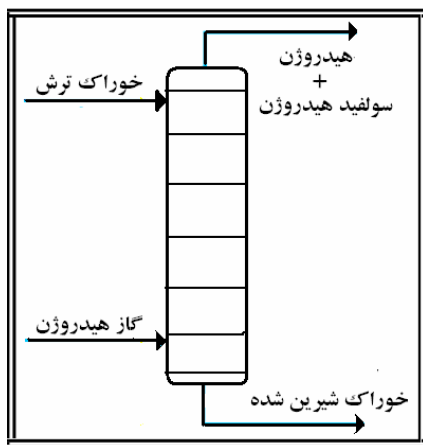 هیدروژن
+
سولفید هیدروژن
خوراک ترش
گاز هیدروژن
خوراک شیرین شده